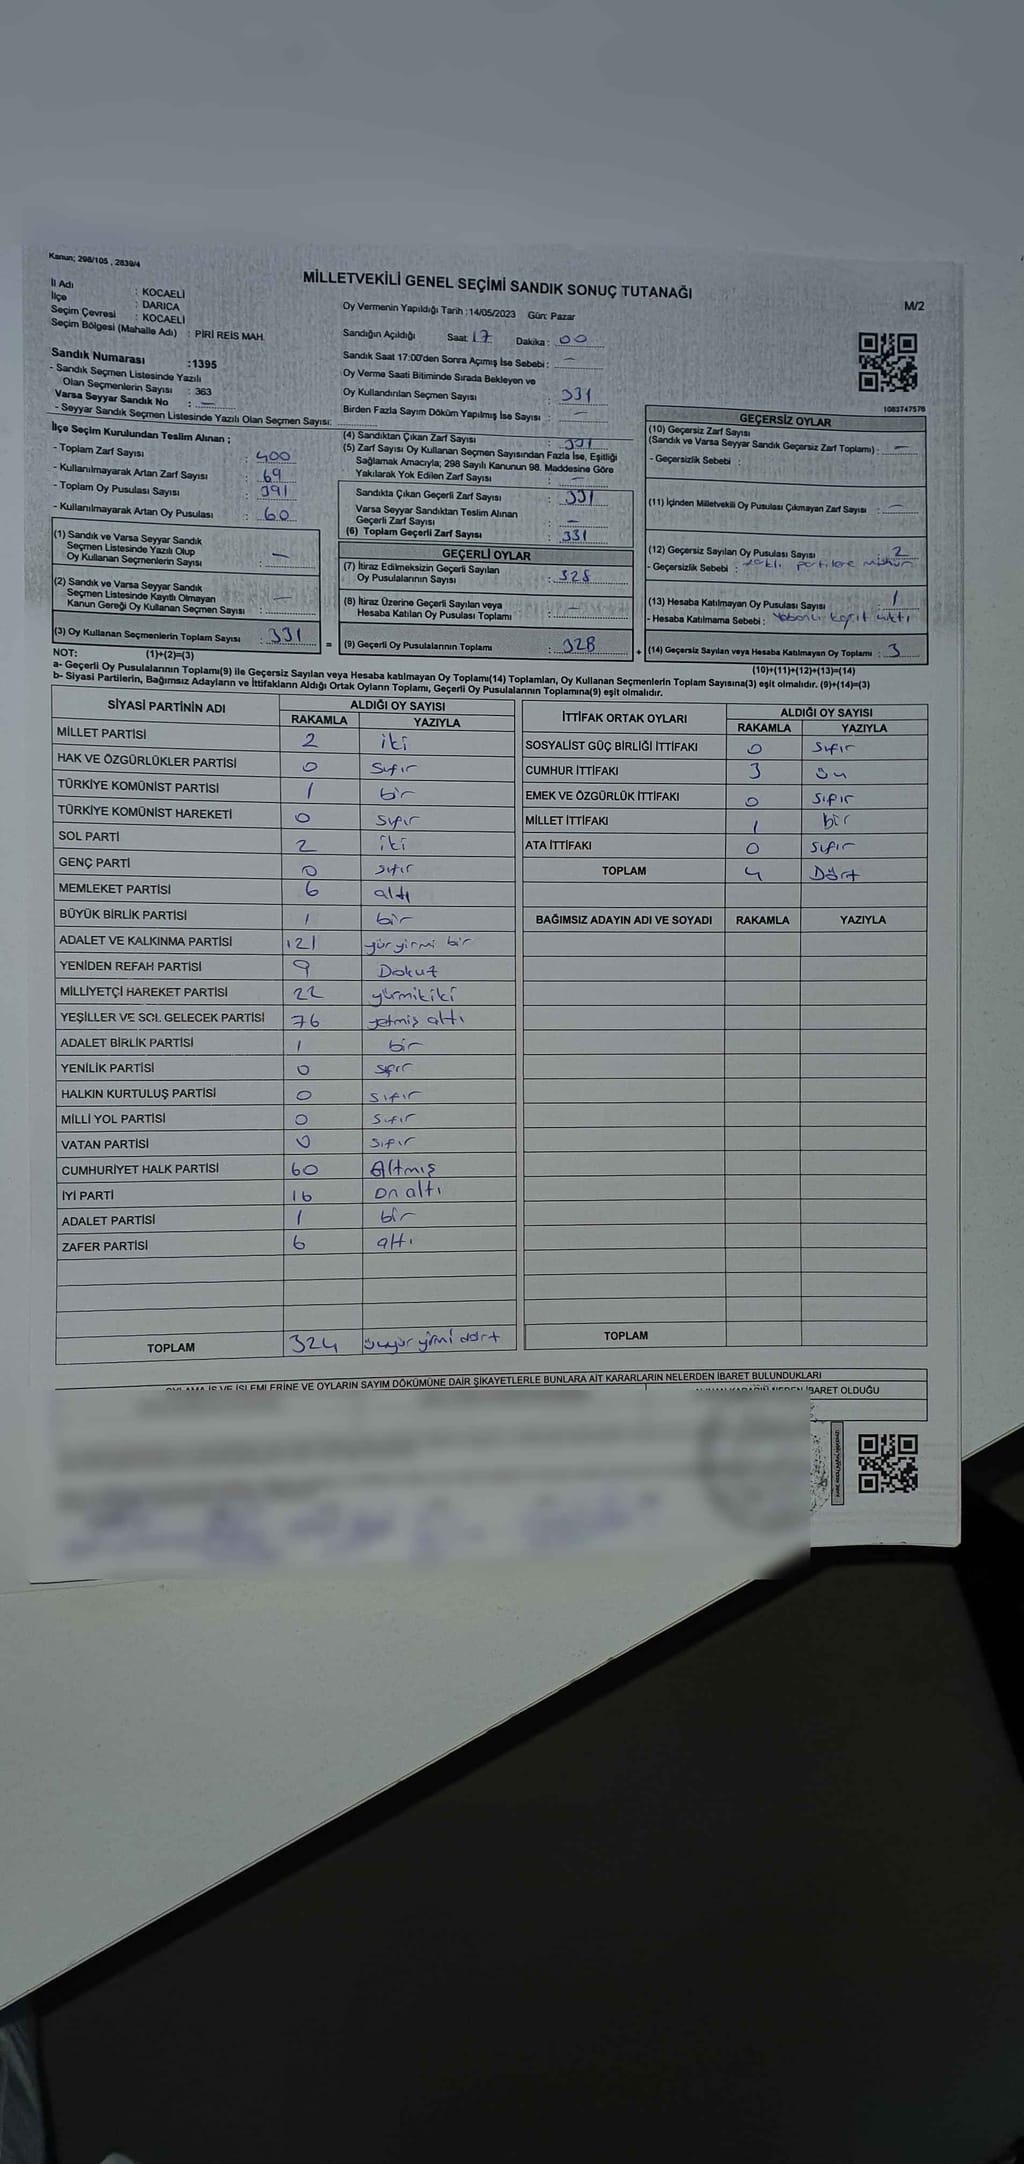 Kanun; 298/105 , 2839/4
MİLLETVEKİLİ GENEL SEÇİMİ SANDIK SONUÇ TUTANAĞI
M/2
İl Adı : KOCAELİ
İlçe : DARICA
Seçim Çevresi : KOCAELİ
Seçim Bölgesi (Mahalle Adı) : PİRİ REİS MAH.
Oy Vermenin Yapıldığı Tarih : 14/05/2023 Gün: Pazar
Sandığın Açıldığı Saat 17 Dakika : 00
Sandık Saat 17:00'den Sonra Açımış İse Sebebi : —
Oy Verme Saati Bitiminde Sırada Bekleyen ve
Oy Kullandırılan Seçmen Sayısı : 331
Birden Fazla Sayım Döküm Yapılmış İse Sayısı : —
Sandık Numarası :1395
- Sandık Seçmen Listesinde Yazılı
Olan Seçmenlerin Sayısı : 363
Varsa Seyyar Sandık No : —
- Seyyar Sandık Seçmen Listesinde Yazılı Olan Seçmen Sayısı:
1083747576
İlçe Seçim Kurulundan Teslim Alınan ;
- Toplam Zarf Sayısı : 400
- Kullanılmayarak Artan Zarf Sayısı : 69
- Toplam Oy Pusulası Sayısı : 391
- Kullanılmayarak Artan Oy Pusulası : 60
(1) Sandık ve Varsa Seyyar Sandık
Seçmen Listesinde Yazılı Olup
Oy Kullanan Seçmenlerin Sayısı : —
(2) Sandık ve Varsa Seyyar Sandık
Seçmen Listesinde Kayıtlı Olmayan
Kanun Gereği Oy Kullanan Seçmen Sayısı : —
(3) Oy Kullanan Seçmenlerin Toplam Sayısı : 331 =
(4) Sandıktan Çıkan Zarf Sayısı : 331
(5) Zarf Sayısı Oy Kullanan Seçmen Sayısından Fazla İse, Eşitliği
Sağlamak Amacıyla; 298 Sayılı Kanunun 98. Maddesine Göre
Yakılarak Yok Edilen Zarf Sayısı : —
Sandıkta Çıkan Geçerli Zarf Sayısı : 331
Varsa Seyyar Sandıktan Teslim Alınan
Geçerli Zarf Sayısı : —
(6) Toplam Geçerli Zarf Sayısı : 331
GEÇERLİ OYLAR
(7) İtiraz Edilmeksizin Geçerli Sayılan
Oy Pusulalarının Sayısı : 328
(8) İtiraz Üzerine Geçerli Sayılan veya
Hesaba Katılan Oy Pusulası Toplamı : —
(9) Geçerli Oy Pusulalarının Toplamı : 328 +
GEÇERSİZ OYLAR
(10) Geçersiz Zarf Sayısı
(Sandık ve Varsa Seyyar Sandık Geçersiz Zarf Toplamı) : —
- Geçersizlik Sebebi :
(11) İçinden Milletvekili Oy Pusulası Çıkmayan Zarf Sayısı : —
(12) Geçersiz Sayılan Oy Pusulası Sayısı : 2
- Geçersizlik Sebebi : farklı partilere mühür
(13) Hesaba Katılmayan Oy Pusulası Sayısı : 1
- Hesaba Katılmama Sebebi : Yabancı kağıt çıktı
(14) Geçersiz Sayılan veya Hesaba Katılmayan Oy Toplamı : 3
NOT: (1)+(2)=(3) (10)+(11)+(12)+(13)=(14)
a- Geçerli Oy Pusulalarının Toplamı(9) ile Geçersiz Sayılan veya Hesaba katılmayan Oy Toplamı(14) Toplamları, Oy Kullanan Seçmenlerin Toplam Sayısına(3) eşit olmalıdır. (9)+(14)=(3)
b- Siyasi Partilerin, Bağımsız Adayların ve İttifakların Aldığı Ortak Oyların Toplamı, Geçerli Oy Pusulalarının Toplamına(9) eşit olmalıdır.
SİYASİ PARTİNİN ADI ALDIĞI OY SAYISI
RAKAMLA YAZIYLA
MİLLET PARTİSİ 2 iki
HAK VE ÖZGÜRLÜKLER PARTİSİ 0 Sıfır
TÜRKİYE KOMÜNİST PARTİSİ 1 bir
TÜRKİYE KOMÜNİST HAREKETİ 0 sıfır
SOL PARTİ 2 iki
GENÇ PARTİ 0 sıfır
MEMLEKET PARTİSİ 6 altı
BÜYÜK BİRLİK PARTİSİ 1 bir
ADALET VE KALKINMA PARTİSİ 121 yüzyirmi bir
YENİDEN REFAH PARTİSİ 9 Dokuz
MİLLİYETÇİ HAREKET PARTİSİ 22 yürmikiki
YEŞİLLER VE SOL GELECEK PARTİSİ 76 yetmiş altı
ADALET BİRLİK PARTİSİ 1 bir
YENİLİK PARTİSİ 0 sıfır
HALKIN KURTULUŞ PARTİSİ 0 sıfır
MİLLİ YOL PARTİSİ 0 sıfır
VATAN PARTİSİ 0 sıfır
CUMHURİYET HALK PARTİSİ 60 Altmış
İYİ PARTİ 16 on altı
ADALET PARTİSİ 1 bir
ZAFER PARTİSİ 6 altı
TOPLAM 324 üçyüz yirmi dört
İTTİFAK ORTAK OYLARI ALDIĞI OY SAYISI
RAKAMLA YAZIYLA
SOSYALİST GÜÇ BİRLİĞİ İTTİFAKI 0 Sıfır
CUMHUR İTTİFAKI 3 üç
EMEK VE ÖZGÜRLÜK İTTİFAKI 0 sıfır
MİLLET İTTİFAKI 1 bir
ATA İTTİFAKI 0 sıfır
TOPLAM 4 Dört
BAĞIMSIZ ADAYIN ADI VE SOYADI RAKAMLA YAZIYLA
TOPLAM
OYLAMA İŞ VE İŞLEMLERİNE VE OYLARIN SAYIM DÖKÜMÜNE DAİR ŞİKAYETLERLE BUNLARA AİT KARARLARIN NELERDEN İBARET BULUNDUKLARI
İBARET OLDUĞU